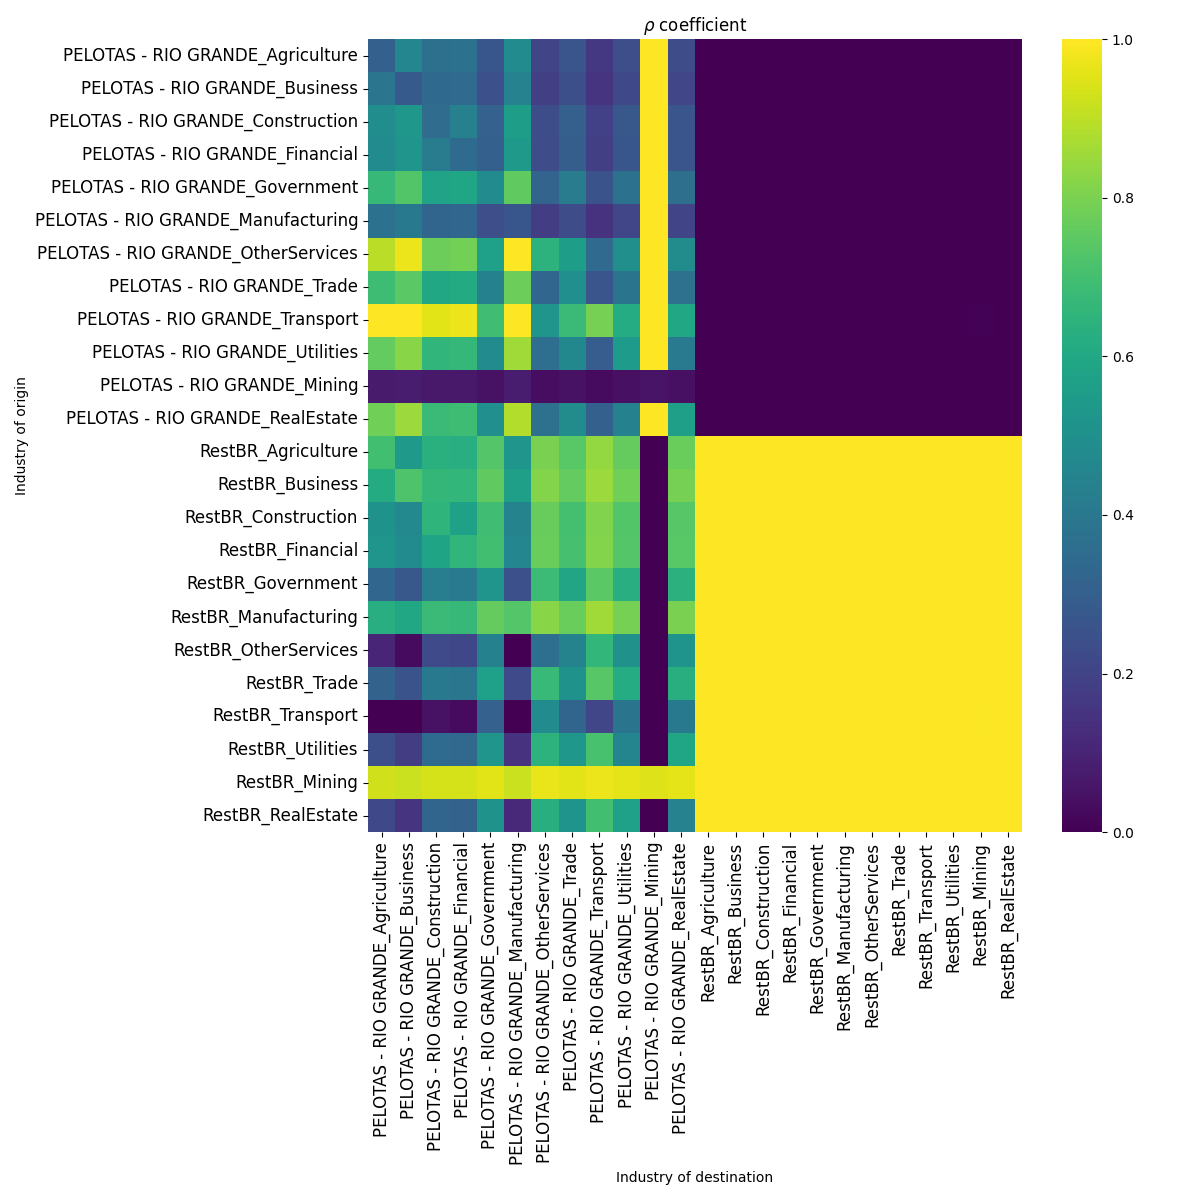 ρ coefficient
PELOTAS - RIO GRANDE_Agriculture
PELOTAS - RIO GRANDE_Business
PELOTAS - RIO GRANDE_Construction
PELOTAS - RIO GRANDE_Financial
PELOTAS - RIO GRANDE_Government
PELOTAS - RIO GRANDE_Manufacturing
PELOTAS - RIO GRANDE_OtherServices
PELOTAS - RIO GRANDE_Trade
PELOTAS - RIO GRANDE_Transport
PELOTAS - RIO GRANDE_Utilities
PELOTAS - RIO GRANDE_Mining
PELOTAS - RIO GRANDE_RealEstate
RestBR_Agriculture
RestBR_Business
RestBR_Construction
RestBR_Financial
RestBR_Government
RestBR_Manufacturing
RestBR_OtherServices
RestBR_Trade
RestBR_Transport
RestBR_Utilities
RestBR_Mining
RestBR_RealEstate
Industry of origin
PELOTAS - RIO GRANDE_Agriculture
PELOTAS - RIO GRANDE_Business
PELOTAS - RIO GRANDE_Construction
PELOTAS - RIO GRANDE_Financial
PELOTAS - RIO GRANDE_Government
PELOTAS - RIO GRANDE_Manufacturing
PELOTAS - RIO GRANDE_OtherServices
PELOTAS - RIO GRANDE_Trade
PELOTAS - RIO GRANDE_Transport
PELOTAS - RIO GRANDE_Utilities
PELOTAS - RIO GRANDE_Mining
PELOTAS - RIO GRANDE_RealEstate
RestBR_Agriculture
RestBR_Business
RestBR_Construction
RestBR_Financial
RestBR_Government
RestBR_Manufacturing
RestBR_OtherServices
RestBR_Trade
RestBR_Transport
RestBR_Utilities
RestBR_Mining
RestBR_RealEstate
Industry of destination
1.0
0.8
0.6
0.4
0.2
0.0